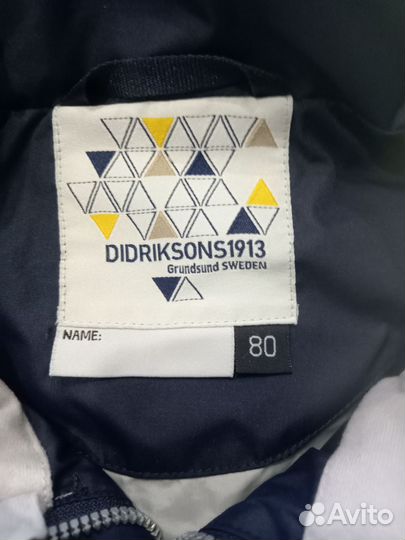 DIDRIKSONS1913
Grundsund SWEDEN
NAME:
80
Avito